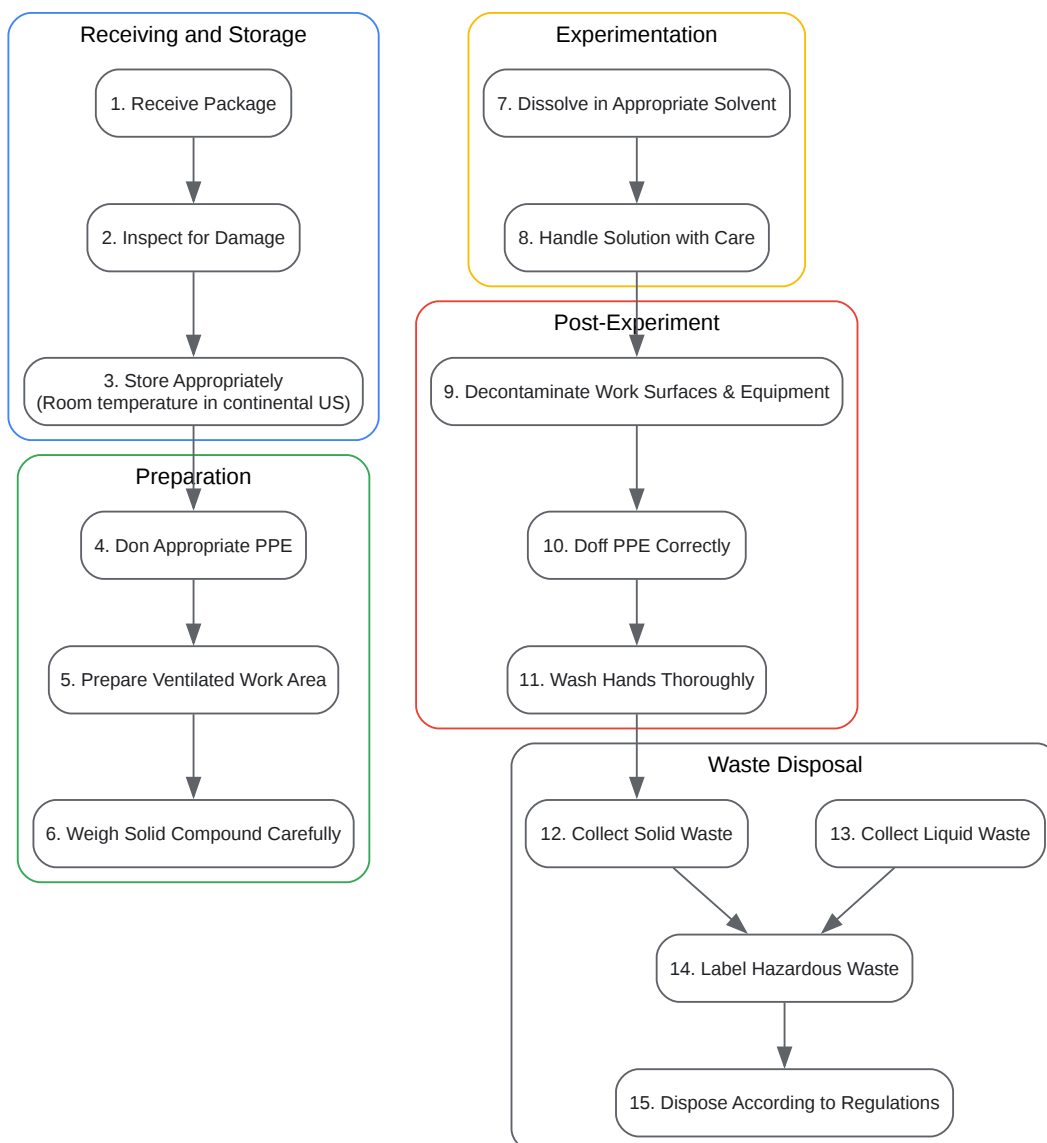 Receiving and Storage
1. Receive Package
2. Inspect for Damage
3. Store Appropriately
(Room temperature in continental US)
Preparation
4. Don Appropriate PPE
5. Prepare Ventilated Work Area
6. Weigh Solid Compound Carefully
Experimentation
7. Dissolve in Appropriate Solvent
8. Handle Solution with Care
Post-Experiment
9. Decontaminate Work Surfaces & Equipment
10. Doff PPE Correctly
11. Wash Hands Thoroughly
Waste Disposal
12. Collect Solid Waste
13. Collect Liquid Waste
14. Label Hazardous Waste
15. Dispose According to Regulations